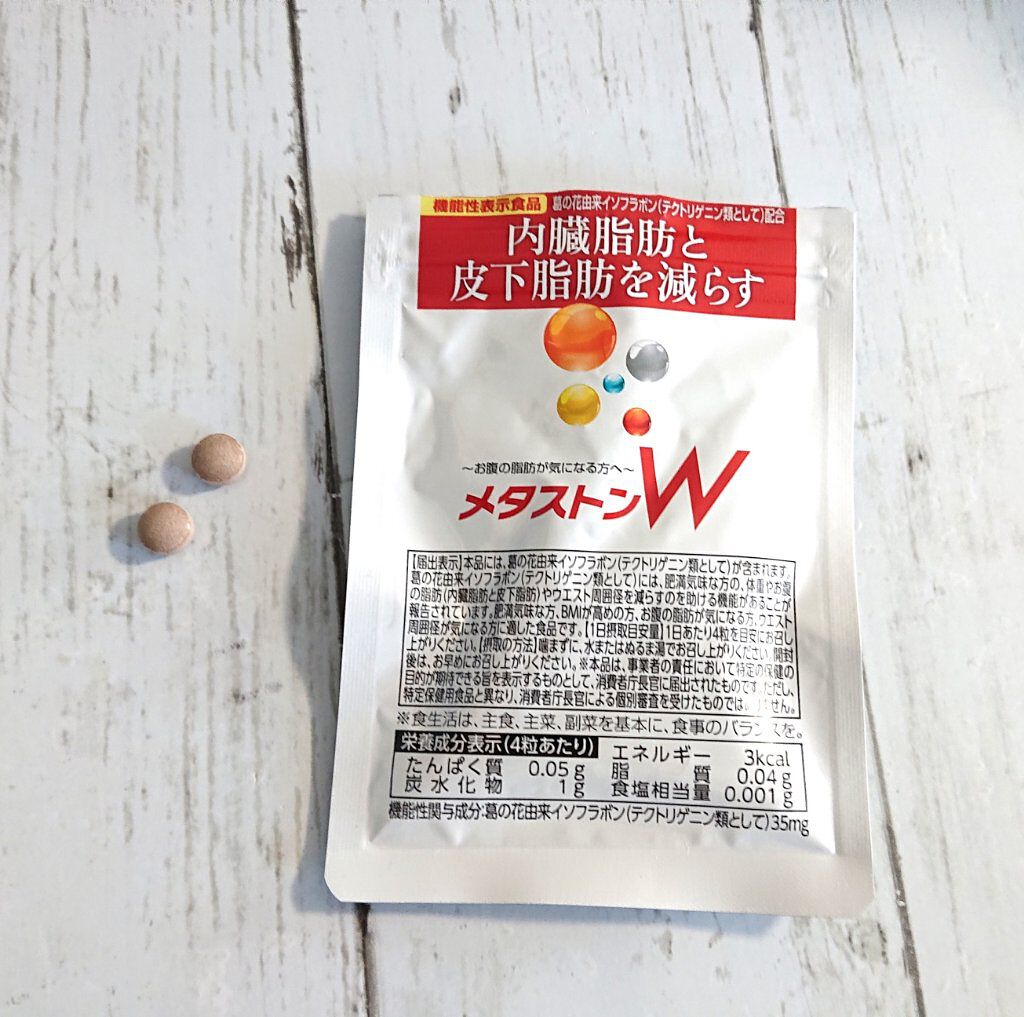 機能性表示食品 葛の花由来イソフラボン(テクトリゲニン類として)配合
内臓脂肪と
皮下脂肪を減らす
～お腹の脂肪が気になる方へ～
メタストンW
【届出表示】本品には、葛の花由来イソフラボン(テクトリゲニン類として)が含まれます。
葛の花由来イソフラボン(テクトリゲニン類として)には、肥満気味な方の、体重やお腹
の脂肪(内臓脂肪と皮下脂肪)やウエスト周囲径を減らすのを助ける機能があることが
報告されています。肥満気味な方、BMIが高めの方、お腹の脂肪が気になる方、ウエスト
周囲径が気になる方に適した食品です。【1日摂取目安量】1日あたり4粒を目安にお召し
上がりください。【摂取の方法】噛まずに、水またはぬるま湯でお召し上がりください。開封
後は、お早めにお召し上がりください。※本品は、事業者の責任において特定の保健の
目的が期待できる旨を表示するものとして、消費者庁長官に届出されたものです。ただし、
特定保健用食品と異なり、消費者庁長官による個別審査を受けたものではありません。
※食生活は、主食、主菜、副菜を基本に、食事のバランスを。
栄養成分表示(4粒あたり) エネルギー 3kcal
たんぱく質 0.05g 脂質 0.04g
炭水化物 1g 食塩相当量 0.001g
機能性関与成分:葛の花由来イソフラボン(テクトリゲニン類として)35mg